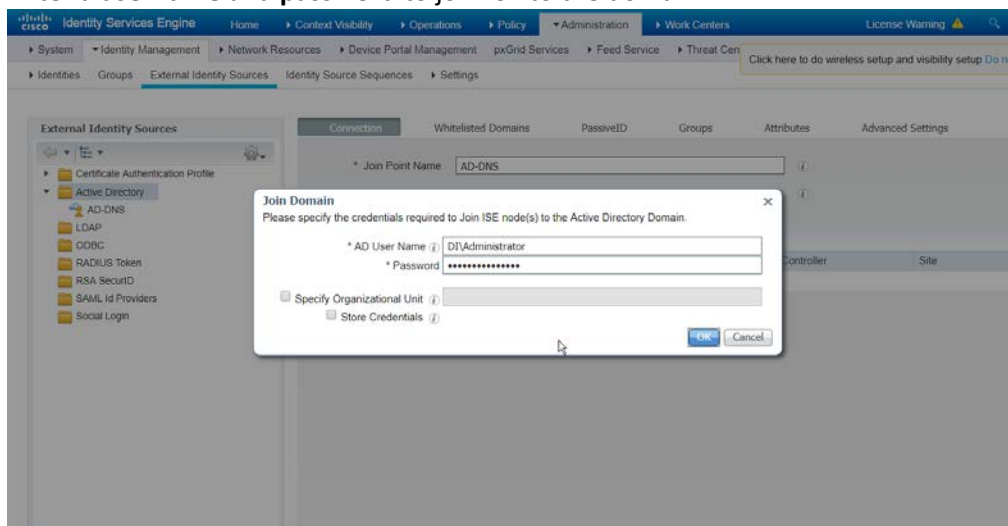 Identity Services Engine Home Context Visibility Operations Policy Administration Work Centers License Warning
CISCO
System Identity Management Network Resources Device Portal Management pxGrid Services Feed Service Threat Cen
Click here to do wireless setup and visibility setup Do n
Identities Groups External Identity Sources Identity Source Sequences Settings
External Identity Sources
Connection Whitelisted Domains PassiveID Groups Attributes Advanced Settings
* Join Point Name AD-DNS
Certificate Authentication Profile
Active Directory
AD-DNS
LDAP
ODBC
RADIUS Token
RSA SecurID
SAML Id Providers
Social Login
Join Domain
Please specify the credentials required to Join ISE node(s) to the Active Directory Domain.
* AD User Name DI\Administrator
* Password •••••••••••••••
Specify Organizational Unit
Store Credentials
OK Cancel
Controller Site